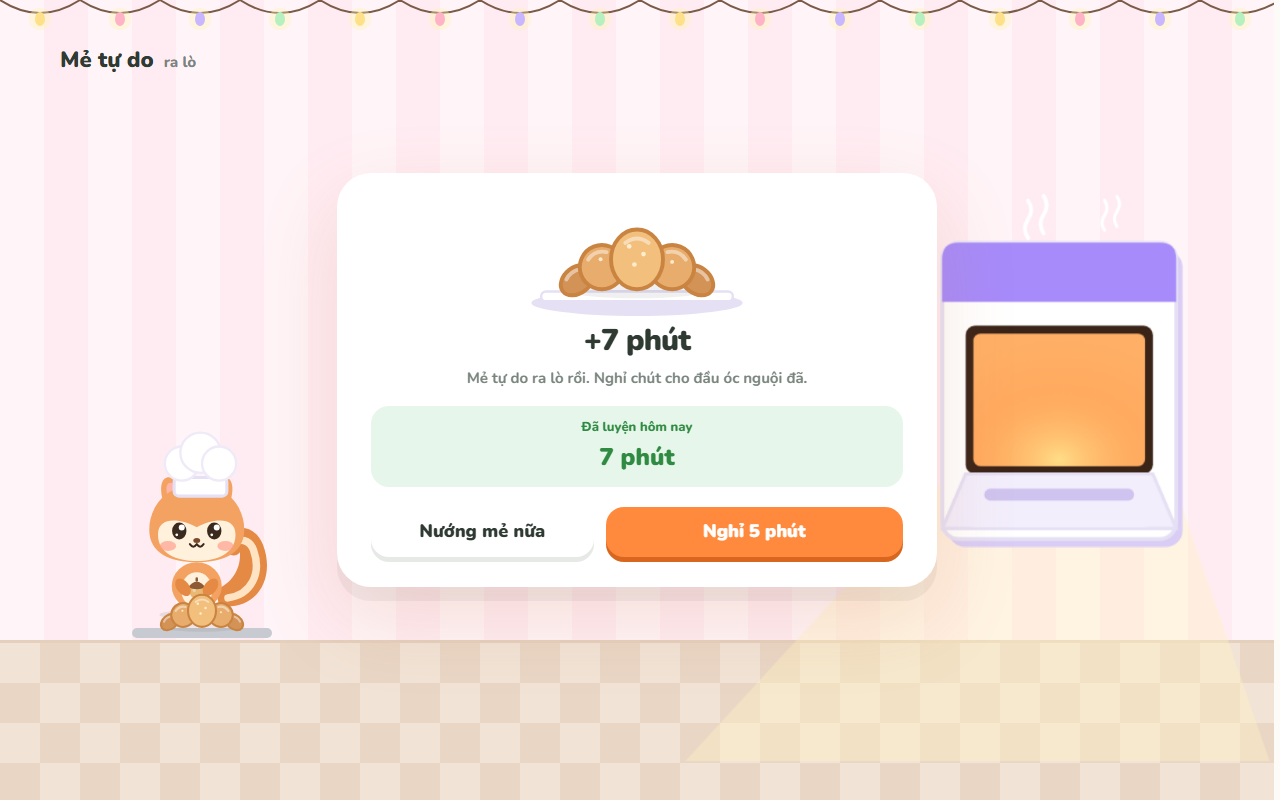 Mẻ tự do ra lò
+7 phút
Mẻ tự do ra lò rồi. Nghỉ chút cho đầu óc nguội đã.
Đã luyện hôm nay
7 phút
Nướng mẻ nữa
Nghỉ 5 phút